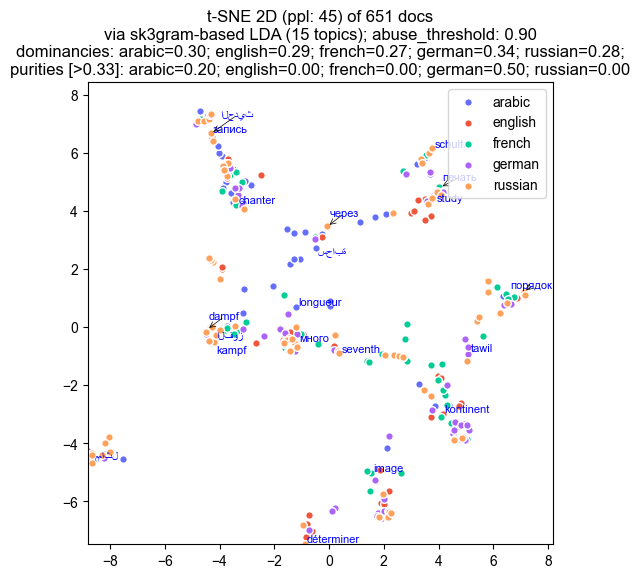 t-SNE 2D (ppl: 45) of 651 docs
via sk3gram-based LDA (15 topics); abuse_threshold: 0.90
dominancies: arabic=0.30; english=0.29; french=0.27; german=0.34; russian=0.28;
purities [>0.33]: arabic=0.20; english=0.00; french=0.00; german=0.50; russian=0.00
8
6
4
2
0
−2
−4
−6
−8 −6 −4 −2 0 2 4 6 8
arabic
english
french
german
russian
запись
chanter
печать
study
через
порядок
longueur
dampf
kampf
много
seventh
tawil
kontinent
image
déterminer